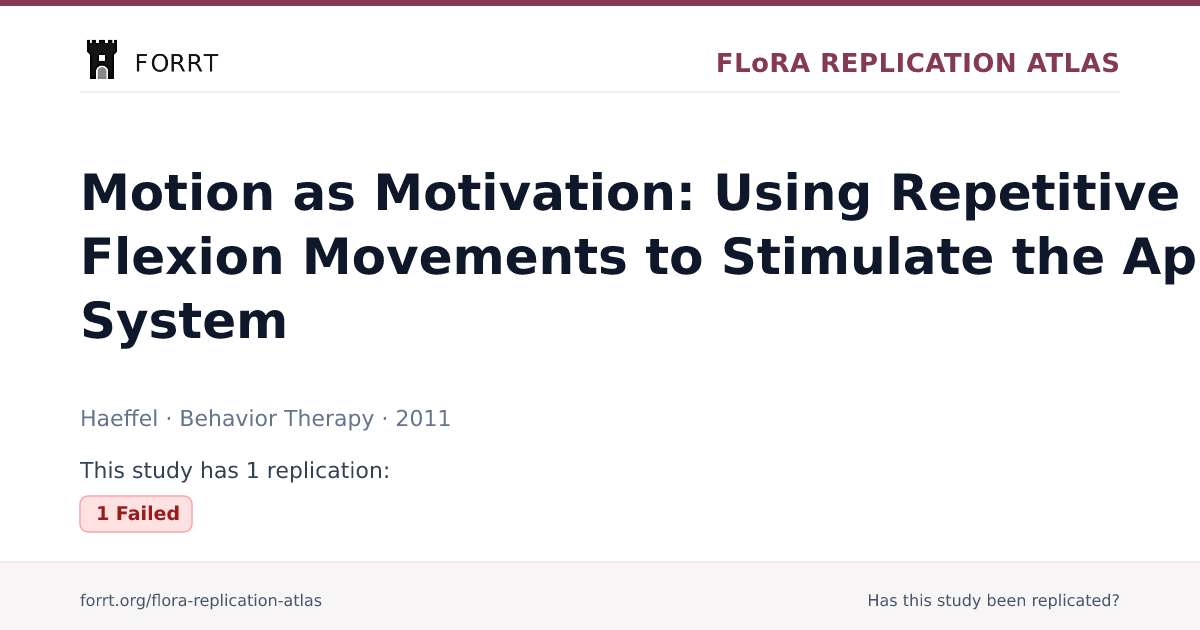 FORRT
FLoRA REPLICATION ATLAS
Motion as Motivation: Using Repetitive
Flexion Movements to Stimulate the Ap
System
Haeffel · Behavior Therapy · 2011
This study has 1 replication:
1 Failed
forrt.org/flora-replication-atlas
Has this study been replicated?